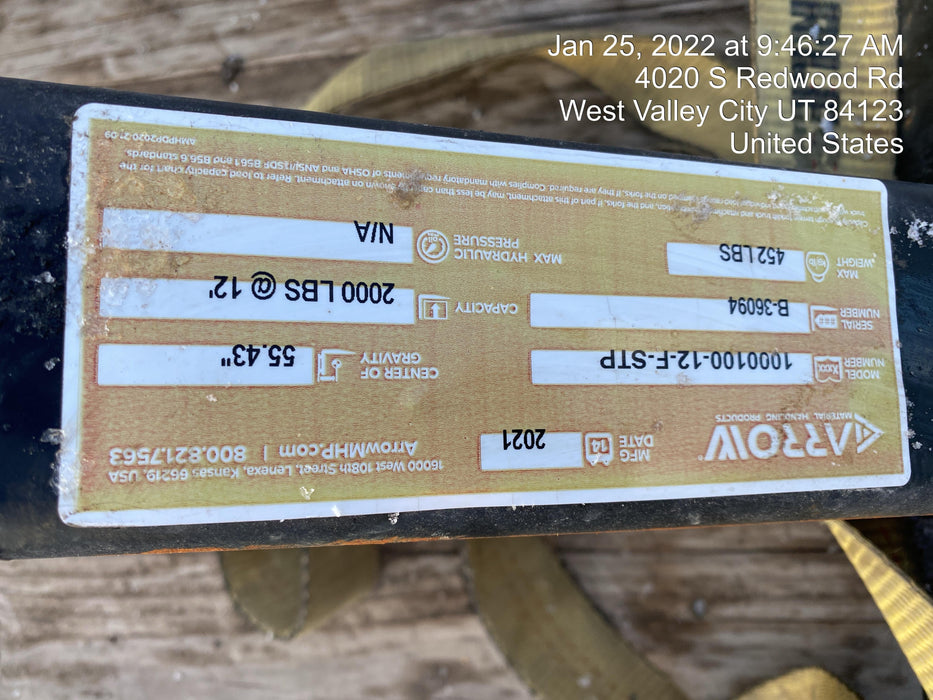 Jan 25, 2022 at 9:46:27 AM
4020 S Redwood Rd
West Valley City UT 84123
United States
ARROW
MATERIAL HANDLING PRODUCTS
MFG DATE
2021
16000 West 108th Street, Lenexa, Kansas 66219, USA
ArrowMHP.com | 800.821.7563
MODEL NUMBER
1000100-12-F-STP
CENTER OF GRAVITY
55.43"
SERIAL NUMBER
B-36094
CAPACITY
2000 LBS @ 12'
MAX WEIGHT
452 LBS
MAX HYDRAULIC PRESSURE
N/A
AMHPDP2020 21:09